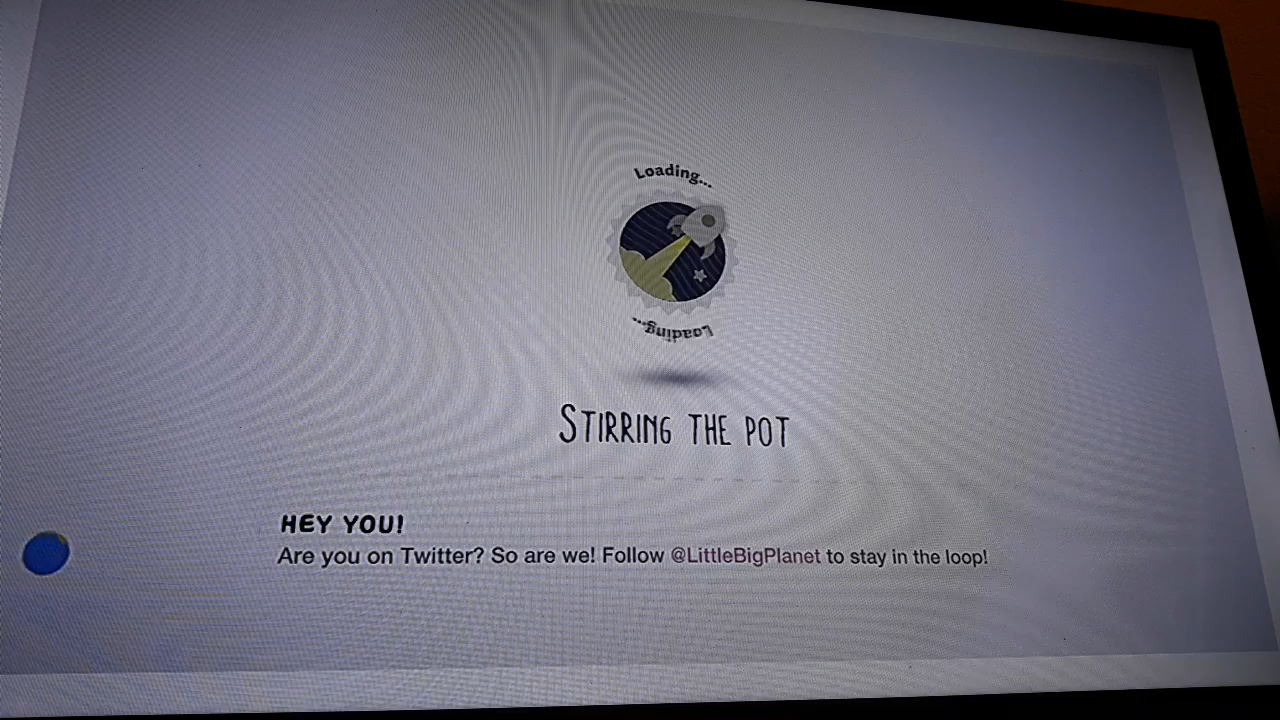 Loading...
Loading...
STIRRING THE POT
HEY YOU!
Are you on Twitter? So are we! Follow @LittleBigPlanet to stay in the loop!